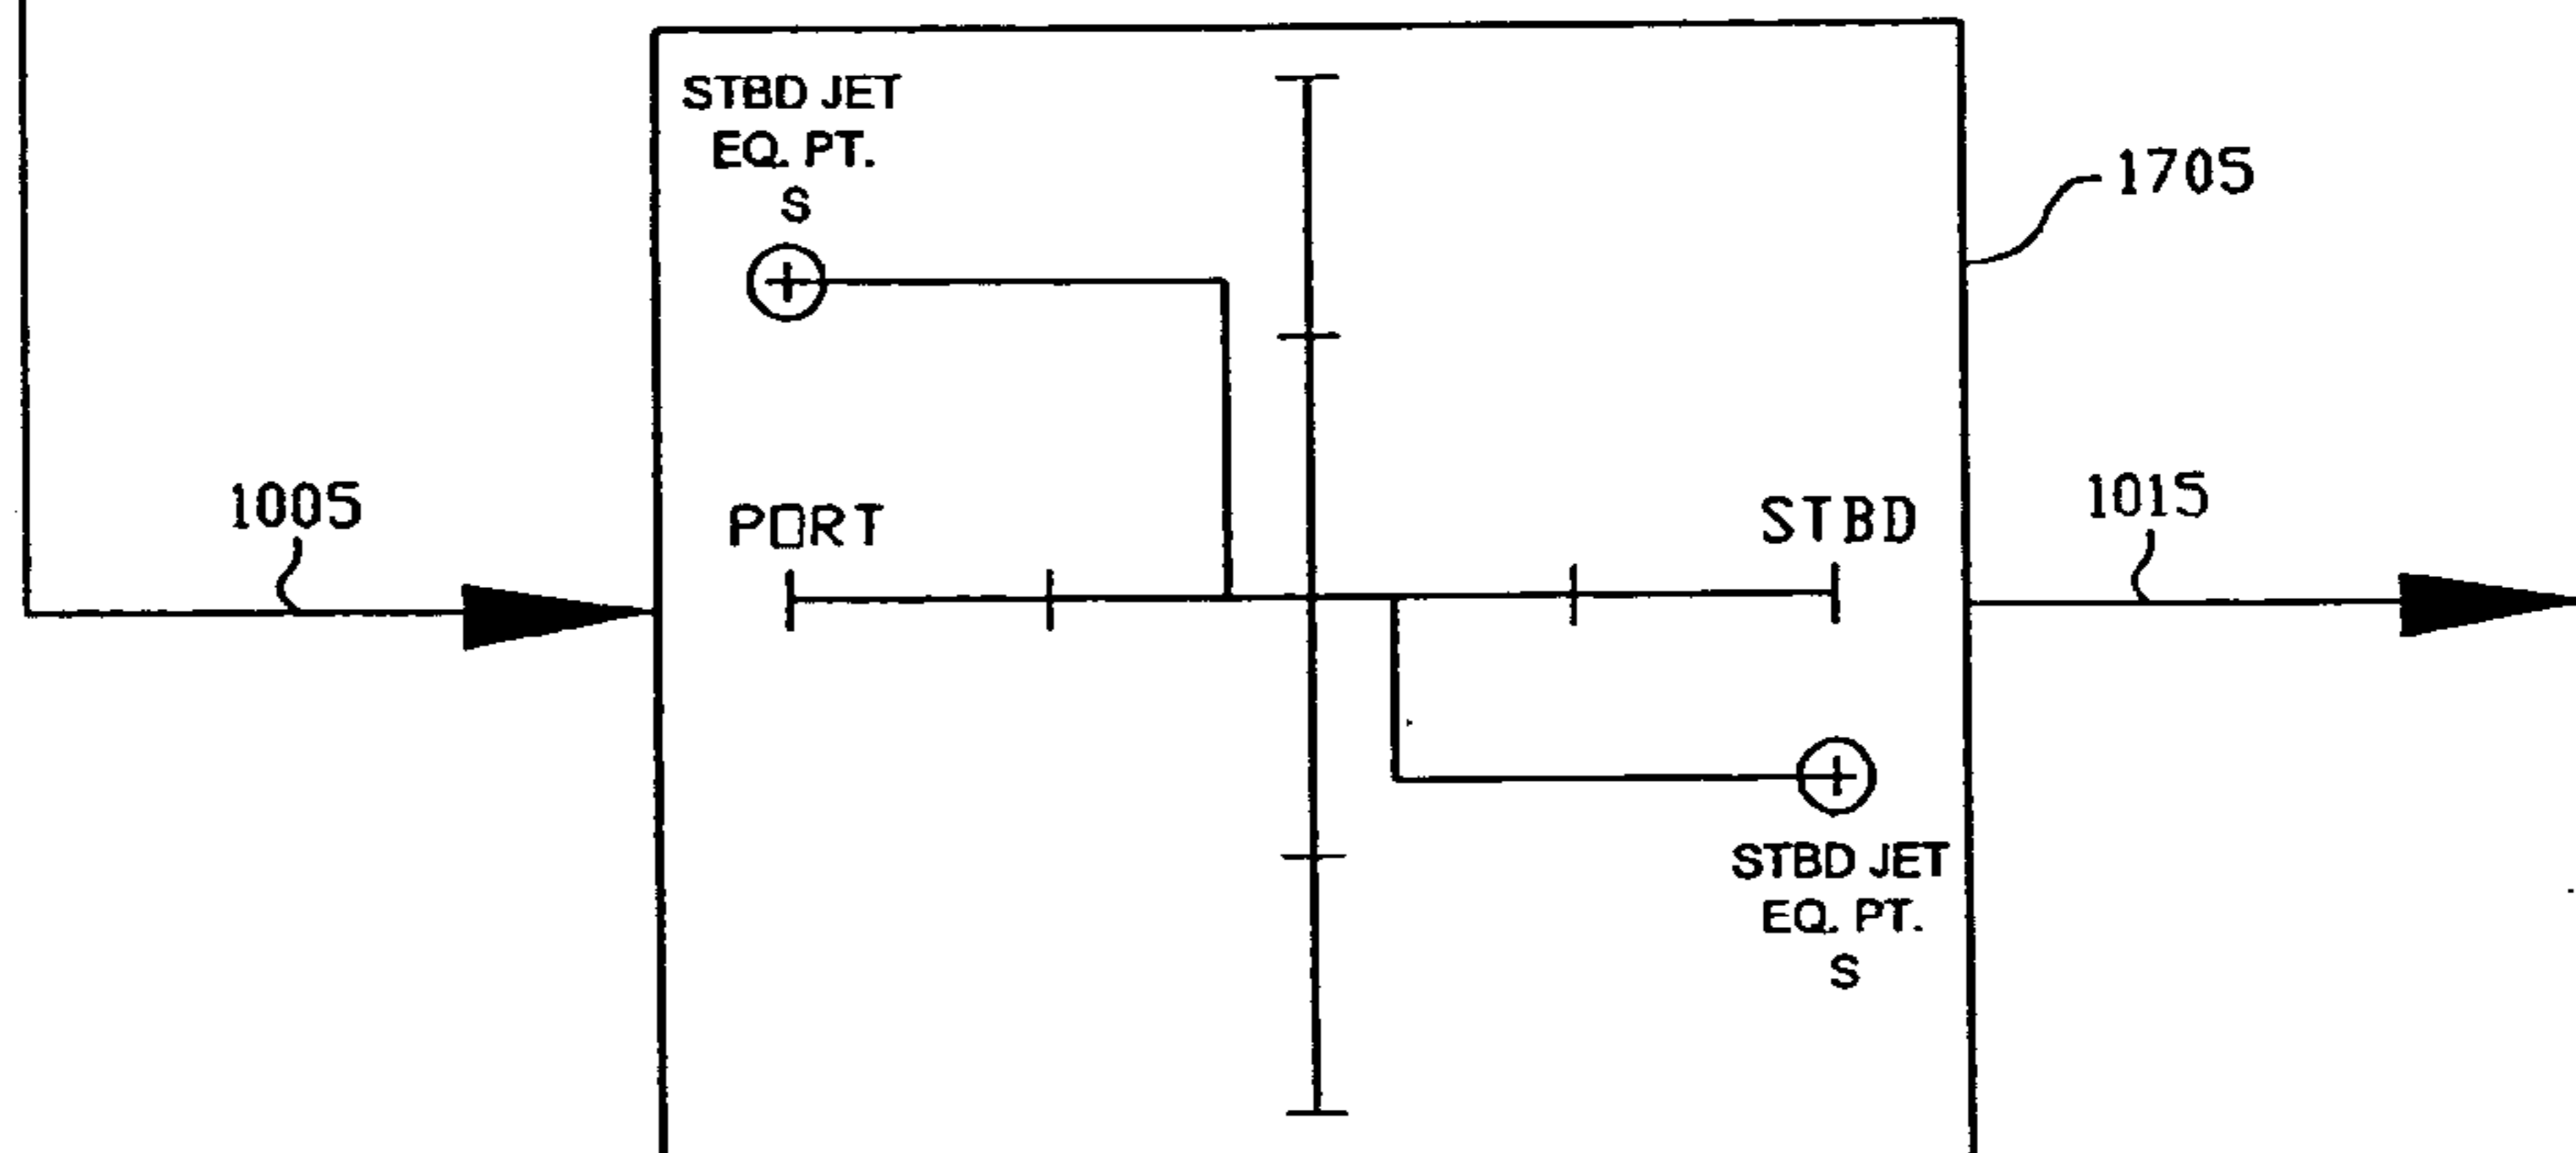 STBD JET
EQ. PT.
S
1705
1005
PORT
STBD
1015
STBD JET
EQ. PT.
S